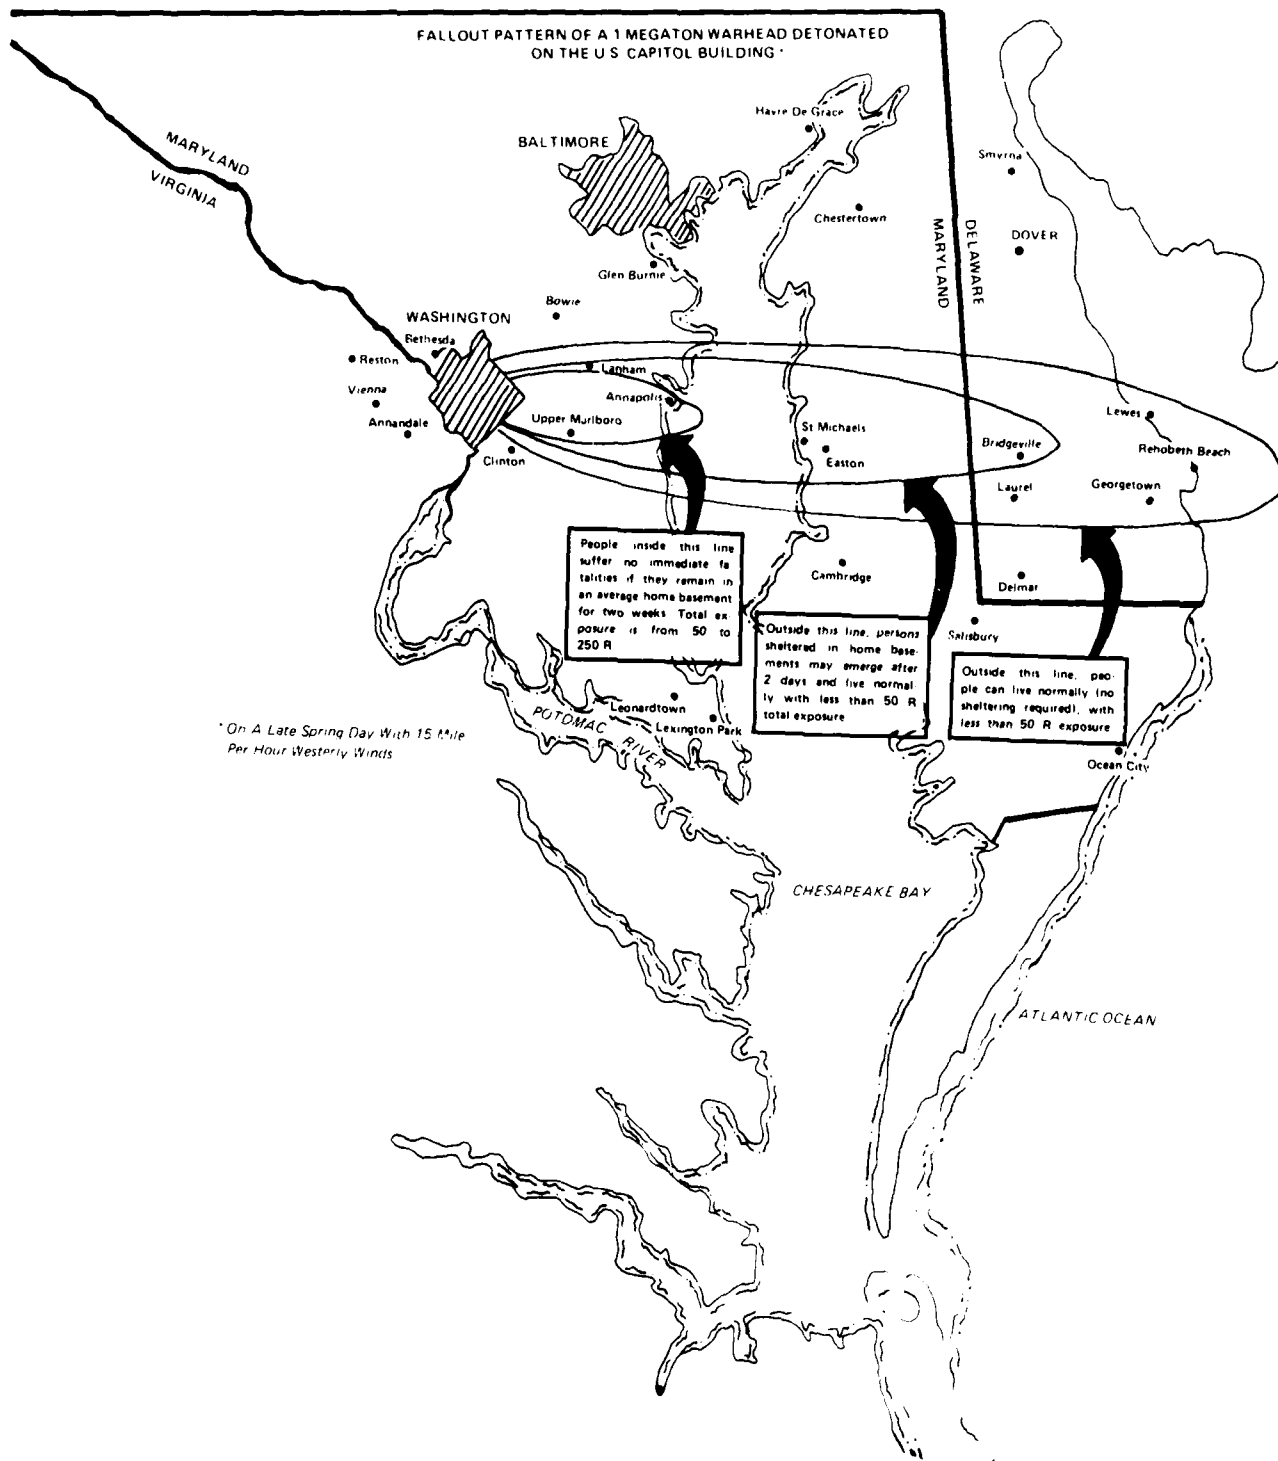 FALLOUT PATTERN OF A 1 MEGATON WARHEAD DETONATED
ON THE U S CAPITOL BUILDING *
Havre De Grace
BALTIMORE
MARYLAND
VIRGINIA
Smyrna
Chestertown
MARYLAND
DELAWARE
DOVER
Glen Burnie
Bowie
WASHINGTON
Bethesda
Reston
Lanham
Vienna
Annapolis
Annandale
Upper Marlboro
Clinton
St Michaels
Easton
Bridgeville
Lewes
Rehobeth Beach
Laurel
Georgetown
People inside this line
suffer no immediate fa
talities if they remain in
an average home basement
for two weeks Total ex
posure is from 50 to
250 R
Cambridge
Delmar
Outside this line, persons
sheltered in home base-
ments may emerge after
2 days and live normal-
ly with less than 50 R
total exposure
Salisbury
Outside this line, peo-
ple can live normally (no
sheltering required), with
less than 50 R exposure
Leonardtown
Lexington Park
POTOMAC RIVER
* On A Late Spring Day With 15 Mile
Per Hour Westerly Winds
Ocean City
CHESAPEAKE BAY
ATLANTIC OCEAN